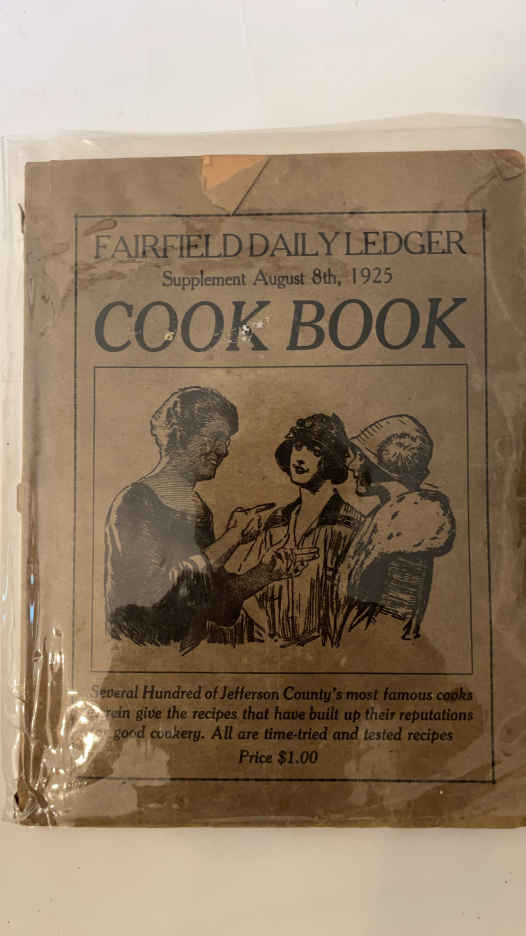 FAIRFIELD DAILY LEDGER
Supplement August 8th, 1925
COOK BOOK
Several Hundred of Jefferson County's most famous cooks
rein give the recipes that have built up their reputations
good cookery. All are time-tried and tested recipes
Price $1.00